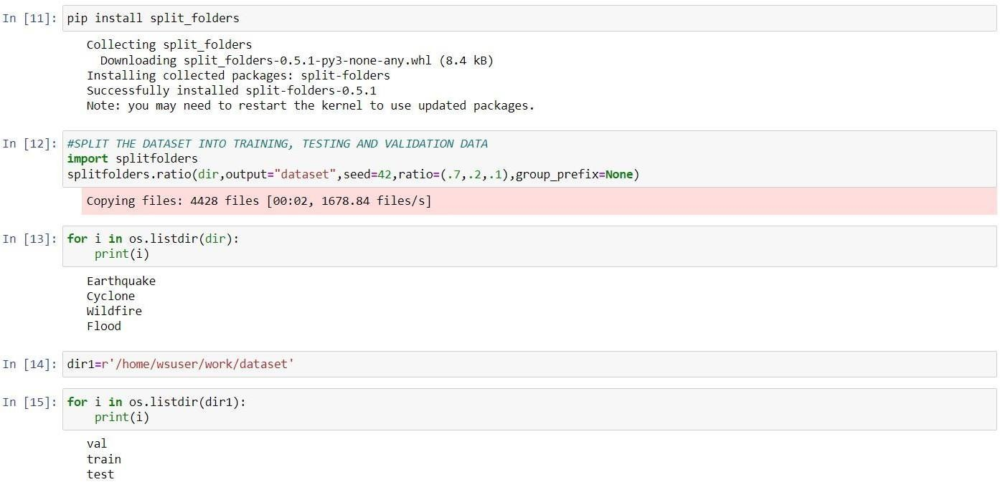 In [11]: pip install split_folders
Collecting split_folders
  Downloading split_folders-0.5.1-py3-none-any.whl (8.4 kB)
Installing collected packages: split-folders
Successfully installed split-folders-0.5.1
Note: you may need to restart the kernel to use updated packages.
In [12]: #SPLIT THE DATASET INTO TRAINING, TESTING AND VALIDATION DATA
import splitfolders
splitfolders.ratio(dir,output="dataset",seed=42,ratio=(.7,.2,.1),group_prefix=None)
Copying files: 4428 files [00:02, 1678.84 files/s]
In [13]: for i in os.listdir(dir):
    print(i)
Earthquake
Cyclone
Wildfire
Flood
In [14]: dir1=r'/home/wsuser/work/dataset'
In [15]: for i in os.listdir(dir1):
    print(i)
val
train
test